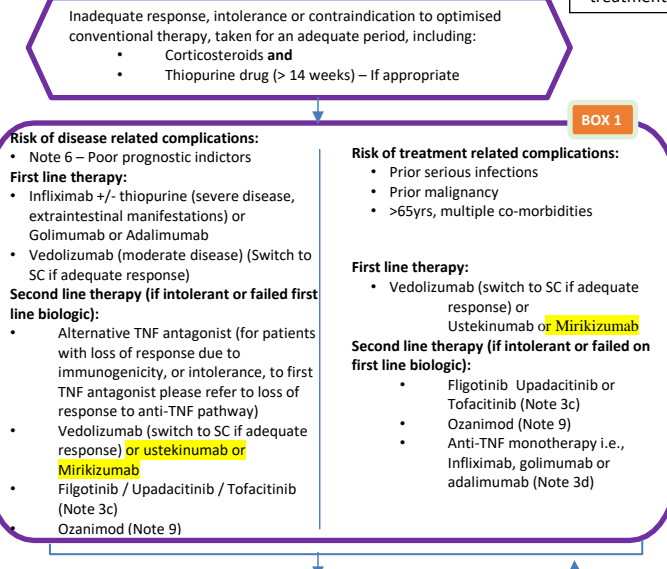 treatment
Inadequate response, intolerance or contraindication to optimised
conventional therapy, taken for an adequate period, including:
• Corticosteroids and
• Thiopurine drug (> 14 weeks) – If appropriate
BOX 1
Risk of disease related complications:
• Note 6 – Poor prognostic indictors
First line therapy:
• Infliximab +/- thiopurine (severe disease,
extraintestinal manifestations) or
Golimumab or Adalimumab
• Vedolizumab (moderate disease) (Switch to
SC if adequate response)
Second line therapy (if intolerant or failed first
line biologic):
• Alternative TNF antagonist (for patients
with loss of response due to
immunogenicity, or intolerance, to first
TNF antagonist please refer to loss of
response to anti-TNF pathway)
• Vedolizumab (switch to SC if adequate
response) or ustekinumab or
Mirikizumab
• Filgotinib / Upadacitinib / Tofacitinib
(Note 3c)
• Ozanimod (Note 9)
Risk of treatment related complications:
• Prior serious infections
• Prior malignancy
• >65yrs, multiple co-morbidities
First line therapy:
• Vedolizumab (switch to SC if adequate
response) or
Ustekinumab or Mirikizumab
Second line therapy (if intolerant or failed on
first line biologic):
• Fligotinib Upadacitinib or
Tofacitinib (Note 3c)
• Ozanimod (Note 9)
• Anti-TNF monotherapy i.e.,
Infliximab, golimumab or
adalimumab (Note 3d)